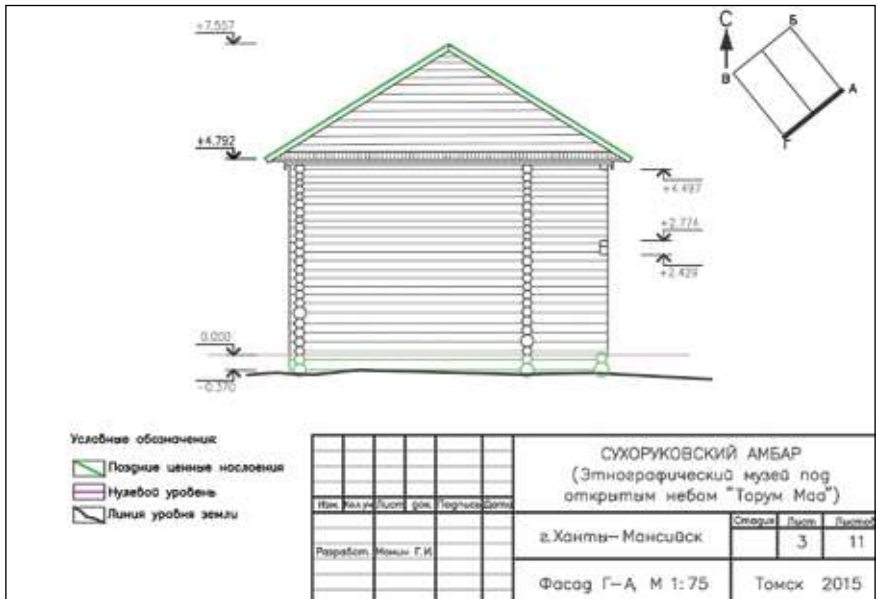 +7.557
+4.792
+4.497
+2.774
+2.429
0.000
-0.370
С
Б
В
А
Г
Условные обозначения:
Поздние ценные наслоения
Нулевой уровень
Линия уровня земли
Изм. Кол.уч Лист док. Подпись Дата
Разработ. Монич Г.И.
СУХОРУКОВСКИЙ АМБАР
(Этнографический музей под
открытым небом "Торум Маа")
г.Ханты-Мансийск
Стадия Лист Листов
3 11
Фасад Г-А, М 1:75
Томск 2015